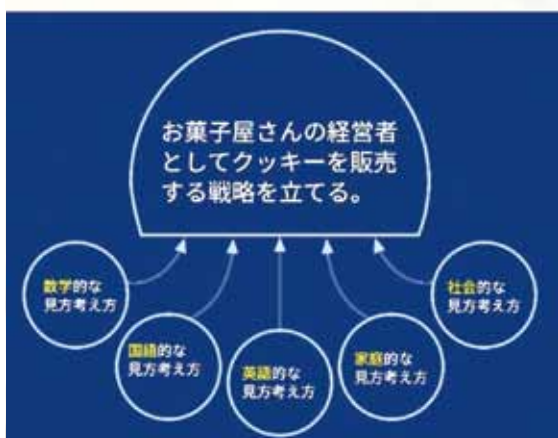 お菓子屋さんの経営者
としてクッキーを販売
する戦略を立てる。
数学的な
見方考え方
国語的な
見方考え方
英語的な
見方考え方
家庭的な
見方考え方
社会的な
見方考え方